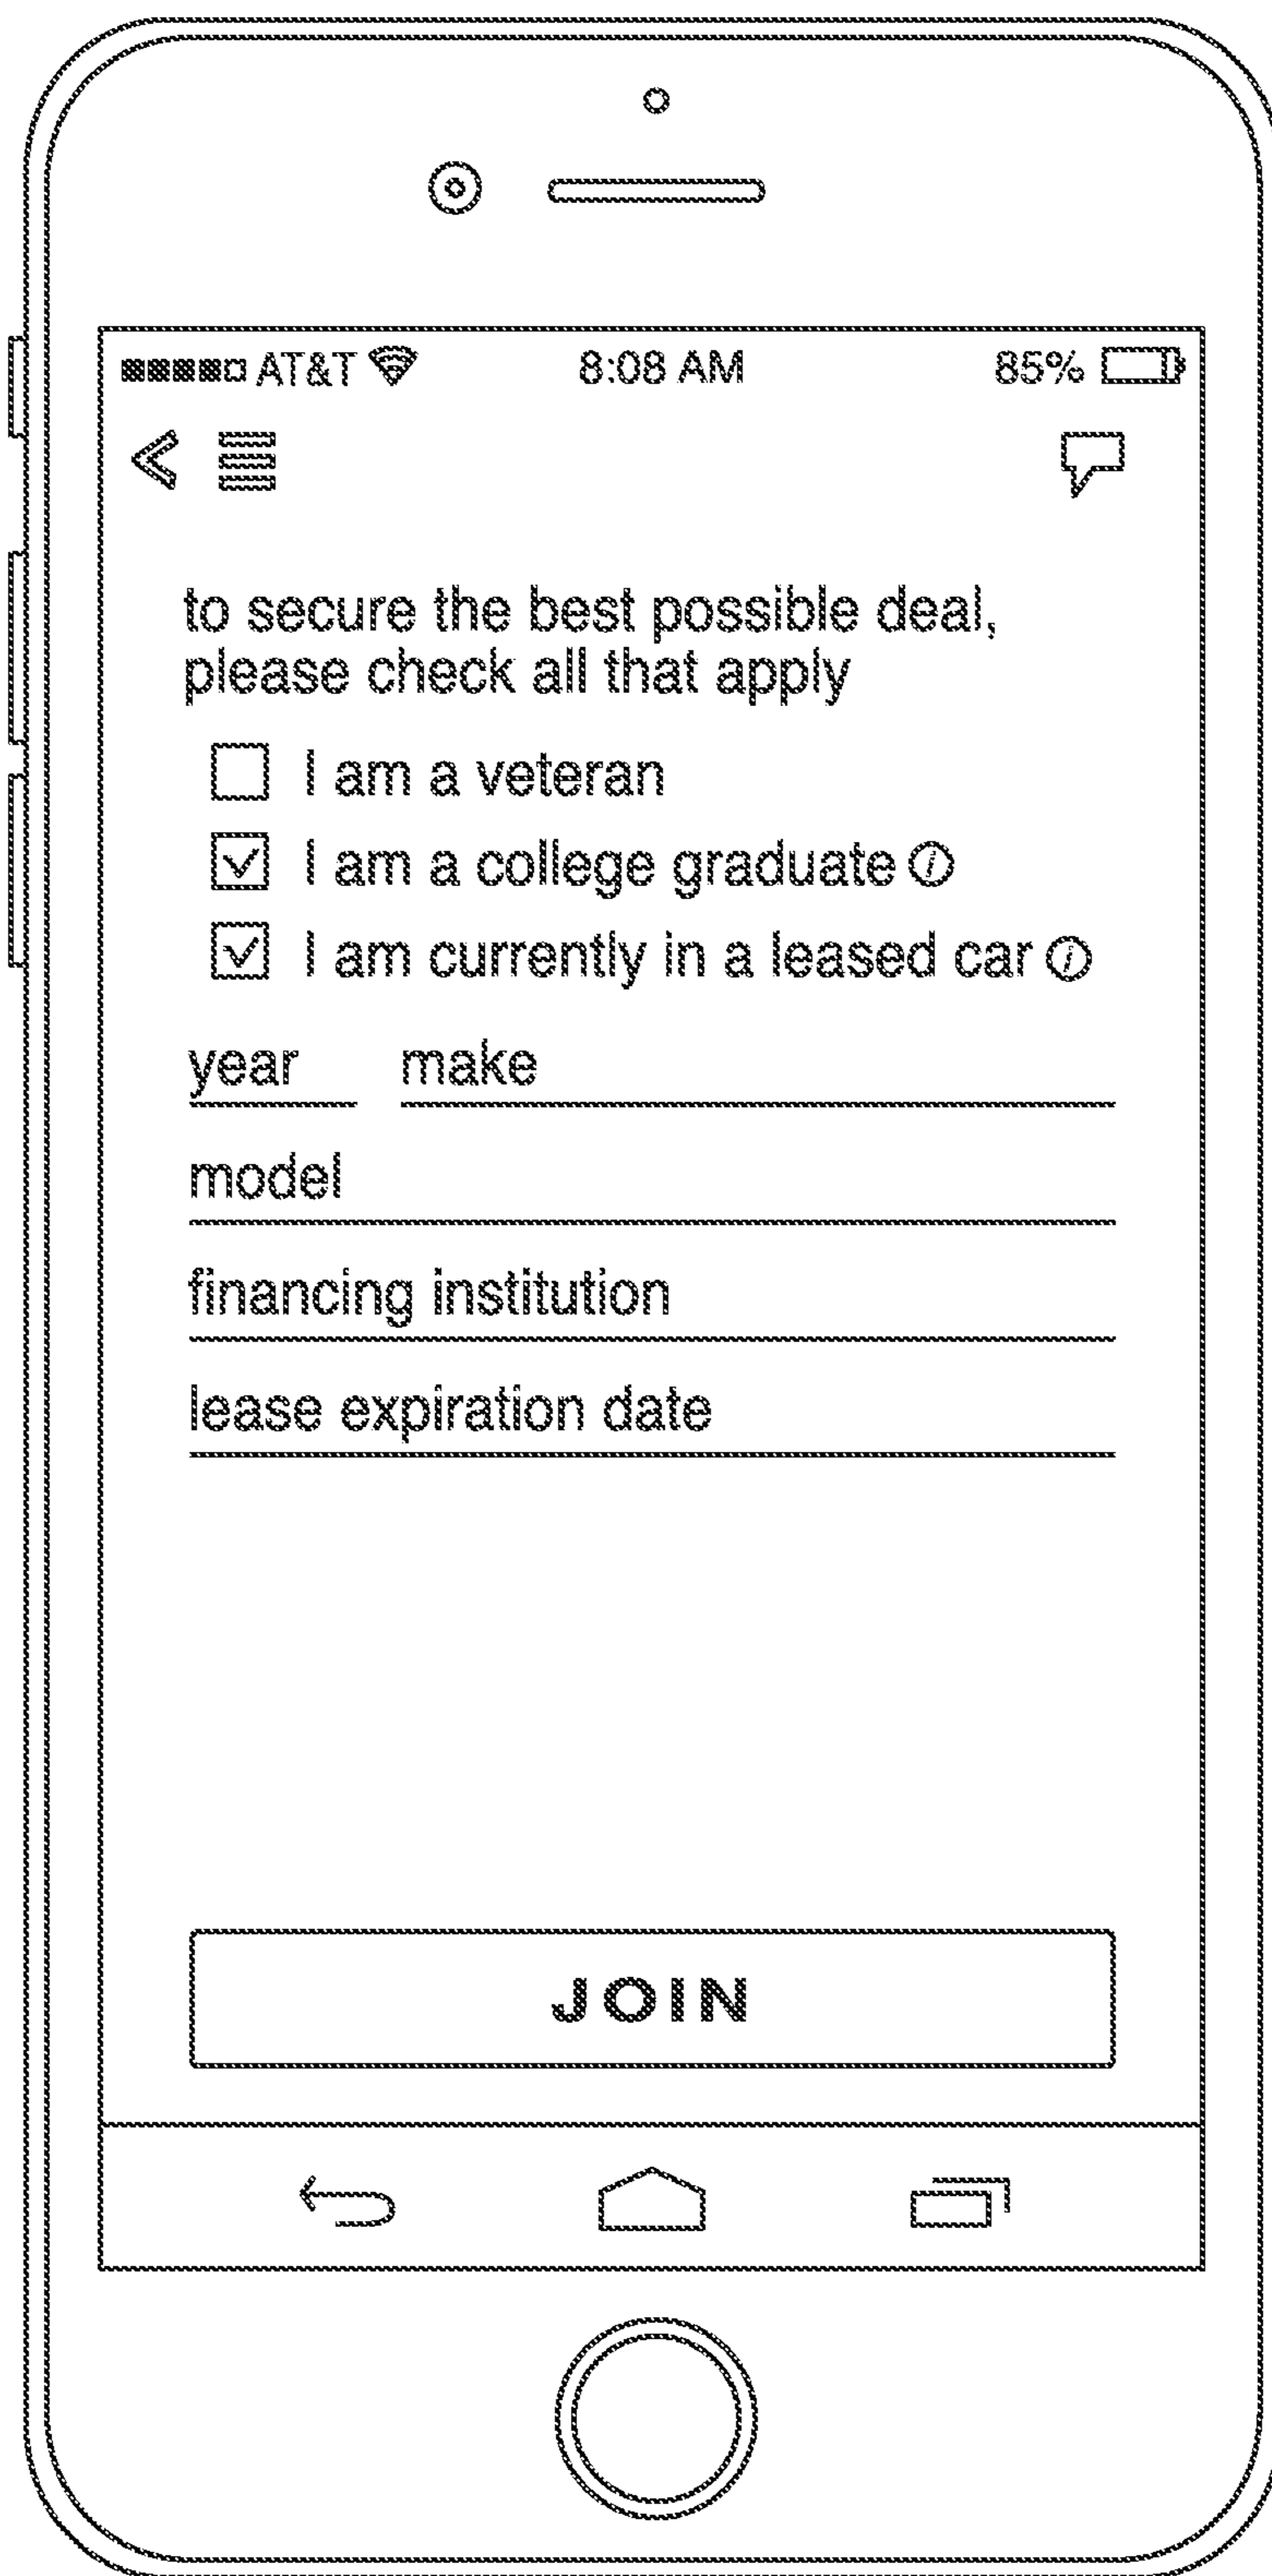 AT&T 8:08 AM 85%
to secure the best possible deal,
please check all that apply
I am a veteran
I am a college graduate i
I am currently in a leased car i
year make
model
financing institution
lease expiration date
JOIN